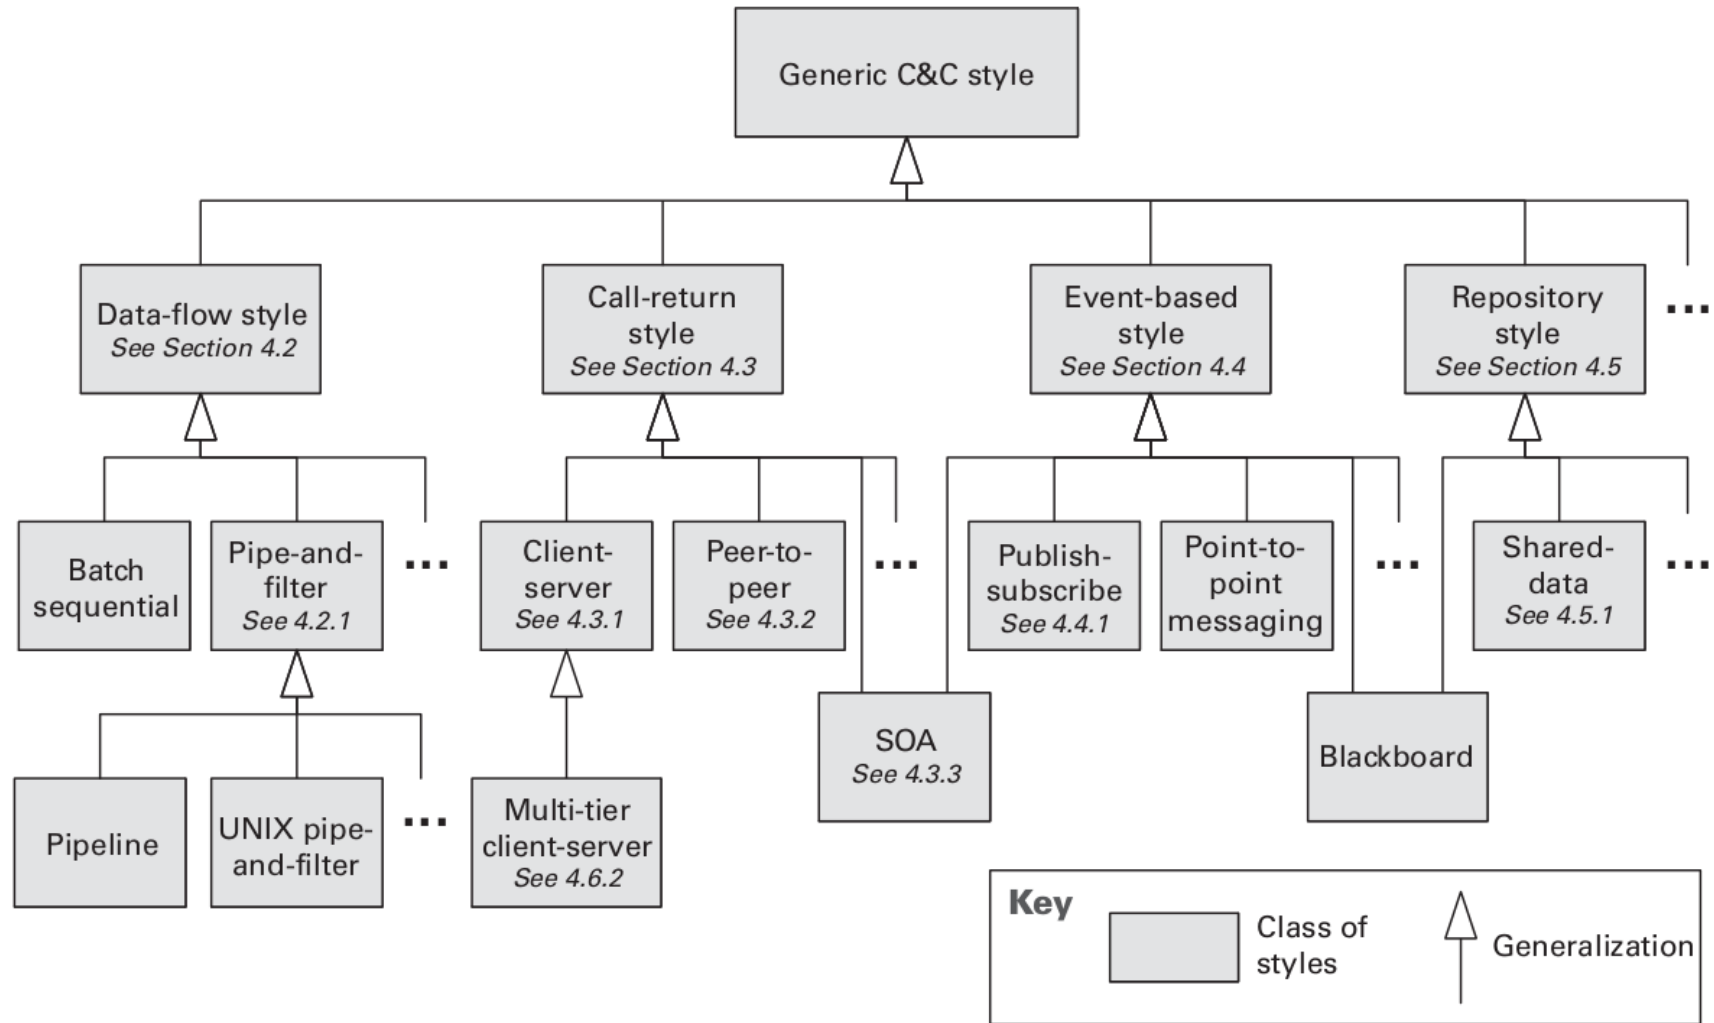 Generic C&C style
Data-flow style
See Section 4.2
Call-return
style
See Section 4.3
Event-based
style
See Section 4.4
Repository
style
See Section 4.5
...
Batch
sequential
Pipe-and-
filter
See 4.2.1
...
Client-
server
See 4.3.1
Peer-to-
peer
See 4.3.2
...
Publish-
subscribe
See 4.4.1
Point-to-
point
messaging
...
Shared-
data
See 4.5.1
...
SOA
See 4.3.3
Blackboard
Pipeline
UNIX pipe-
and-filter
...
Multi-tier
client-server
See 4.6.2
Key
Class of
styles
Generalization